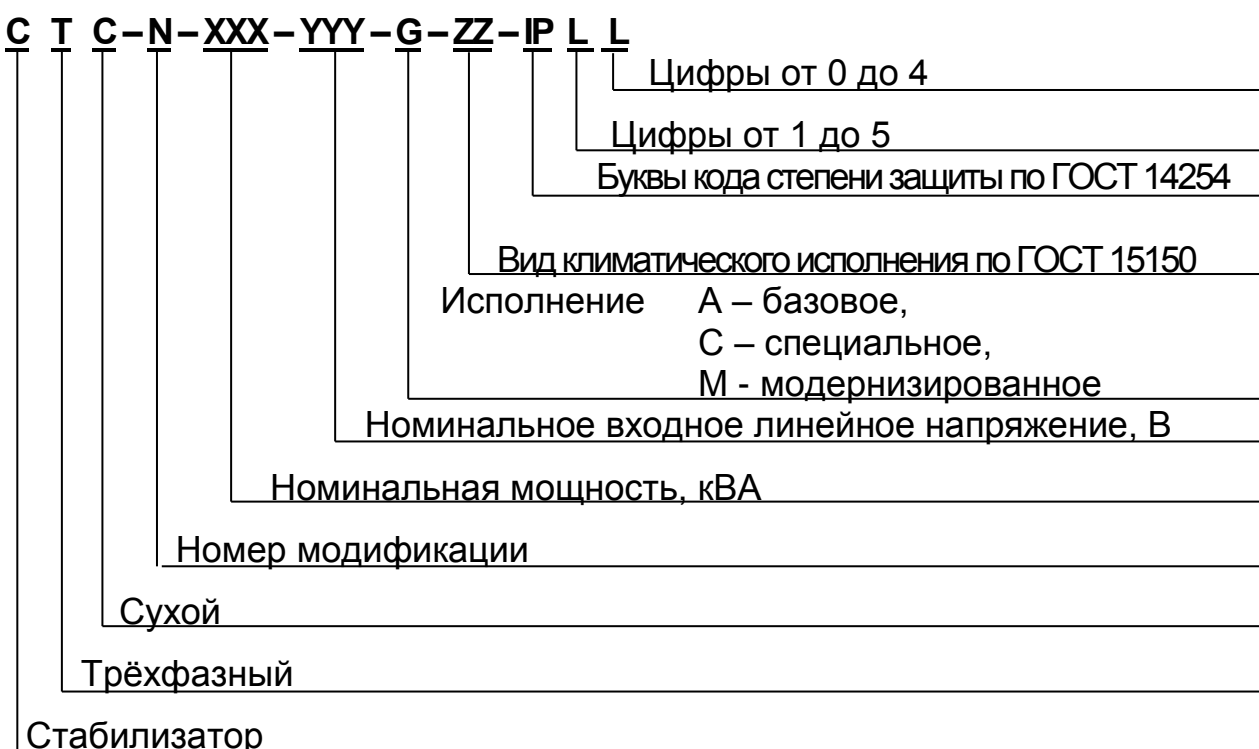 С Т С – N – XXX – YYY – G – ZZ – IP L L
Цифры от 0 до 4
Цифры от 1 до 5
Буквы кода степени защиты по ГОСТ 14254
Вид климатического исполнения по ГОСТ 15150
Исполнение А – базовое,
С – специальное,
М - модернизированное
Номинальное входное линейное напряжение, В
Номинальная мощность, кВА
Номер модификации
Сухой
Трёхфазный
Стабилизатор